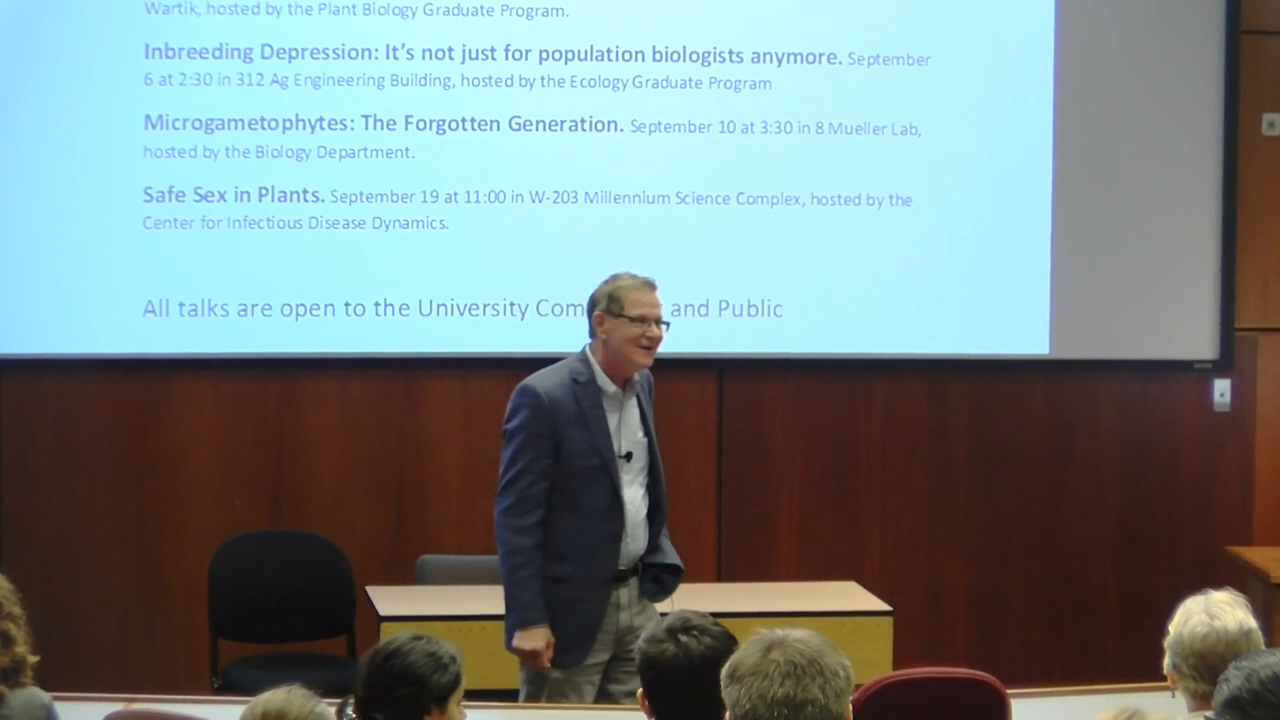 Wartik, hosted by the Plant Biology Graduate Program.
Inbreeding Depression: It's not just for population biologists anymore. September
6 at 2:30 in 312 Ag Engineering Building, hosted by the Ecology Graduate Program
Microgametophytes: The Forgotten Generation. September 10 at 3:30 in 8 Mueller Lab,
hosted by the Biology Department.
Safe Sex in Plants. September 19 at 11:00 in W-203 Millennium Science Complex, hosted by the
Center for Infectious Disease Dynamics.
All talks are open to the University Com and Public